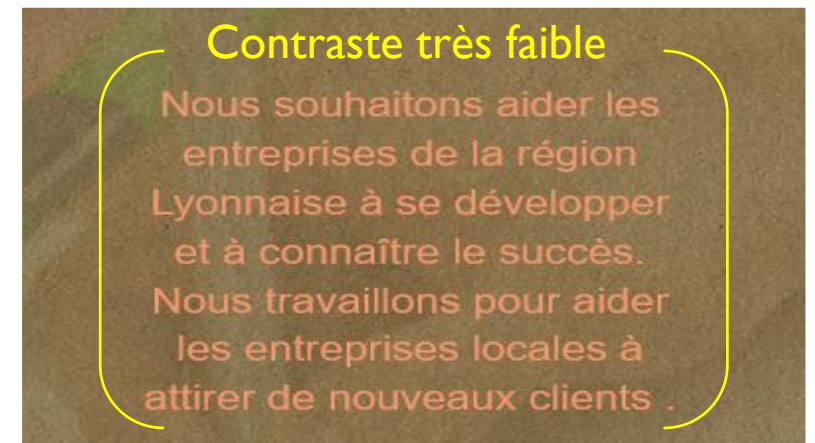 Contraste très faible
Nous souhaitons aider les
entreprises de la région
Lyonnaise à se développer
et à connaître le succès.
Nous travaillons pour aider
les entreprises locales à
attirer de nouveaux clients .